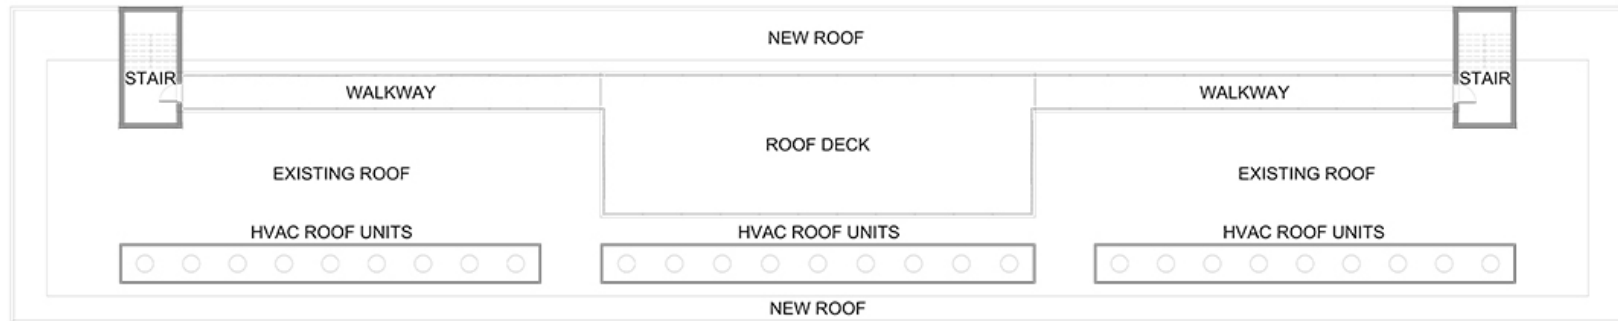 NEW ROOF
STAIR
STAIR
WALKWAY
WALKWAY
ROOF DECK
EXISTING ROOF
EXISTING ROOF
HVAC ROOF UNITS
HVAC ROOF UNITS
HVAC ROOF UNITS
NEW ROOF